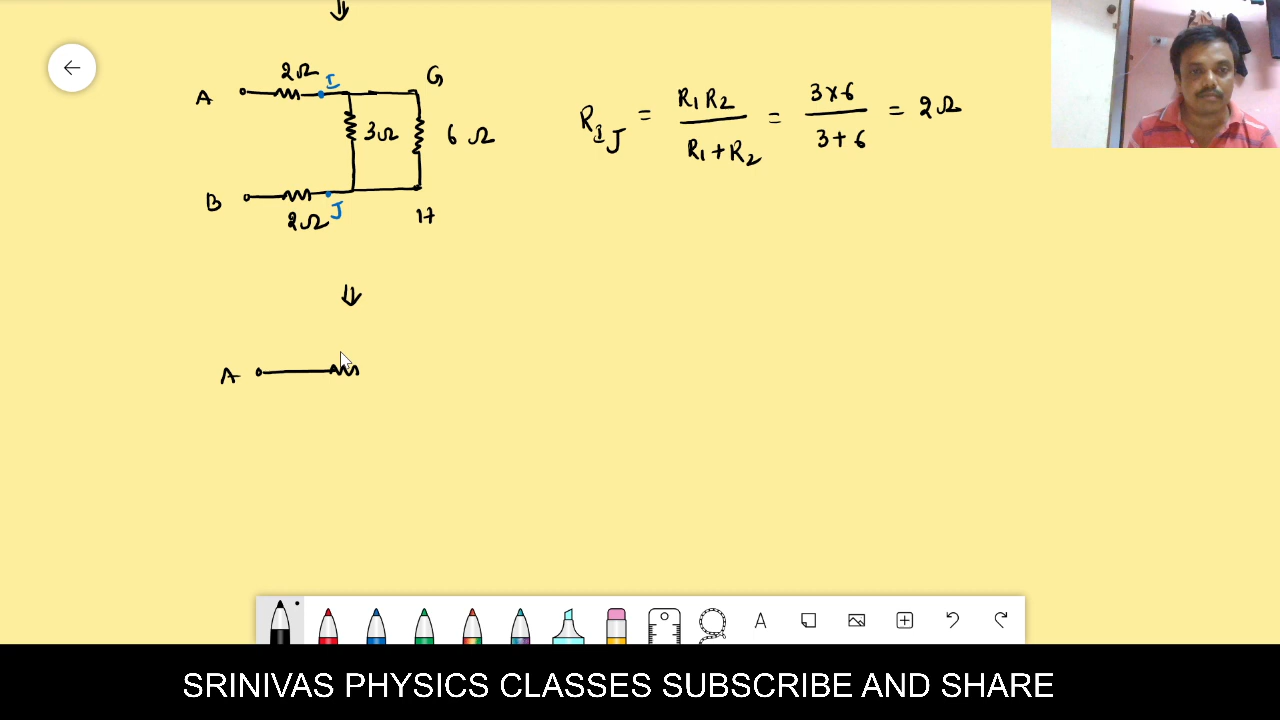 2Ω
I
G
A
3Ω
6 Ω
B
J
2Ω
H
R_IJ = R₁ R₂ / R₁ + R₂ = 3 × 6 / 3 + 6 = 2Ω
A
A
SRINIVAS PHYSICS CLASSES SUBSCRIBE AND SHARE